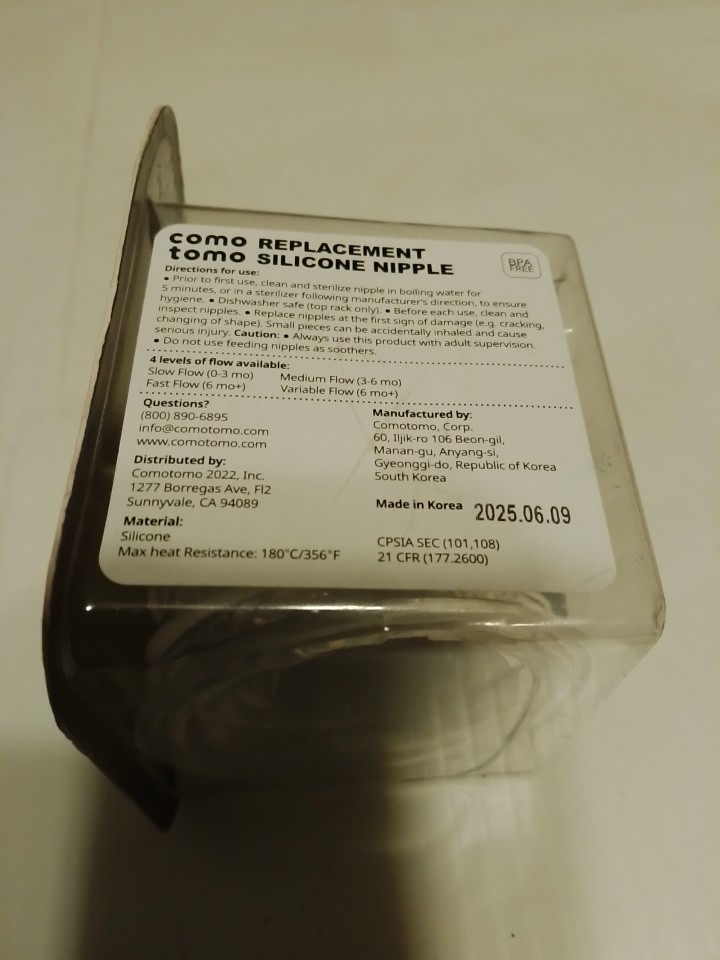 como tomo REPLACEMENT SILICONE NIPPLE
BPA FREE
Directions for use:
• Prior to first use, clean and sterilize nipple in boiling water for
5 minutes, or in a sterilizer following manufacturer's direction, to ensure
hygiene. • Dishwasher safe (top rack only). • Before each use, clean and
inspect nipples. • Replace nipples at the first sign of damage (e.g. cracking,
changing of shape). Small pieces can be accidentally inhaled and cause
serious injury. Caution: • Always use this product with adult supervision.
• Do not use feeding nipples as soothers.
4 levels of flow available:
Slow Flow (0-3 mo) Medium Flow (3-6 mo)
Fast Flow (6 mo+) Variable Flow (6 mo+)
Questions?
(800) 890-6895
info@comotomo.com
www.comotomo.com
Distributed by:
Comotomo 2022, Inc.
1277 Borregas Ave, Fl2
Sunnyvale, CA 94089
Material:
Silicone
Max heat Resistance: 180°C/356°F
Manufactured by:
Comotomo, Corp.
60, Iljik-ro 106 Beon-gil,
Manan-gu, Anyang-si,
Gyeonggi-do, Republic of Korea
South Korea
Made in Korea 2025.06.09
CPSIA SEC (101,108)
21 CFR (177.2600)